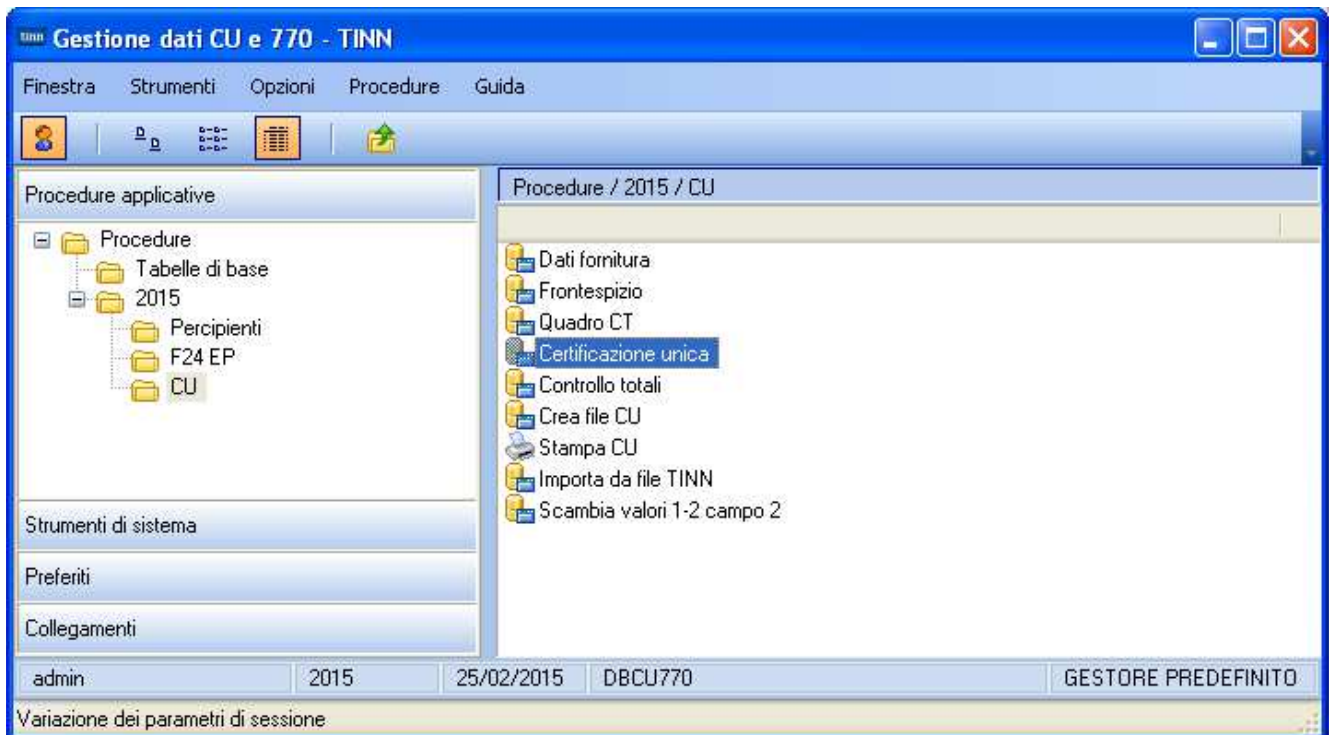 tinn Gestione dati CU e 770 - TINN
Finestra Strumenti Opzioni Procedure Guida
Procedure applicative
Procedure
Tabelle di base
2015
Percipienti
F24 EP
CU
Strumenti di sistema
Preferiti
Collegamenti
Procedure / 2015 / CU
Dati fornitura
Frontespizio
Quadro CT
Certificazione unica
Controllo totali
Crea file CU
Stampa CU
Importa da file TINN
Scambia valori 1-2 campo 2
admin 2015 25/02/2015 DBCU770 GESTORE PREDEFINITO
Variazione dei parametri di sessione